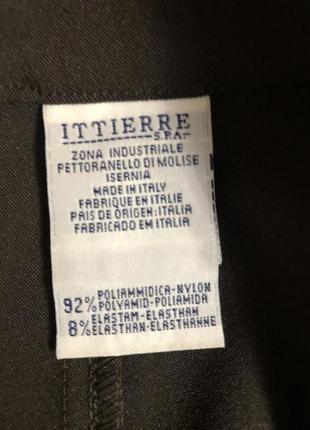 ITTIERRE
S.P.A.
ZONA INDUSTRIALE
PETTORANELLO DI MOLISE
ISERNIA
MADE IN ITALY
FABRIQUE EN ITALIE
PAIS DE ORIGEN:ITALIA
FABRICADO EM ITALIA
92% POLIAMMIDICA-NYLON
POLYAMID-POLIAMIDA
8% ELASTAM-ELASTHAN
ELASTHAN-ELASTHANNE